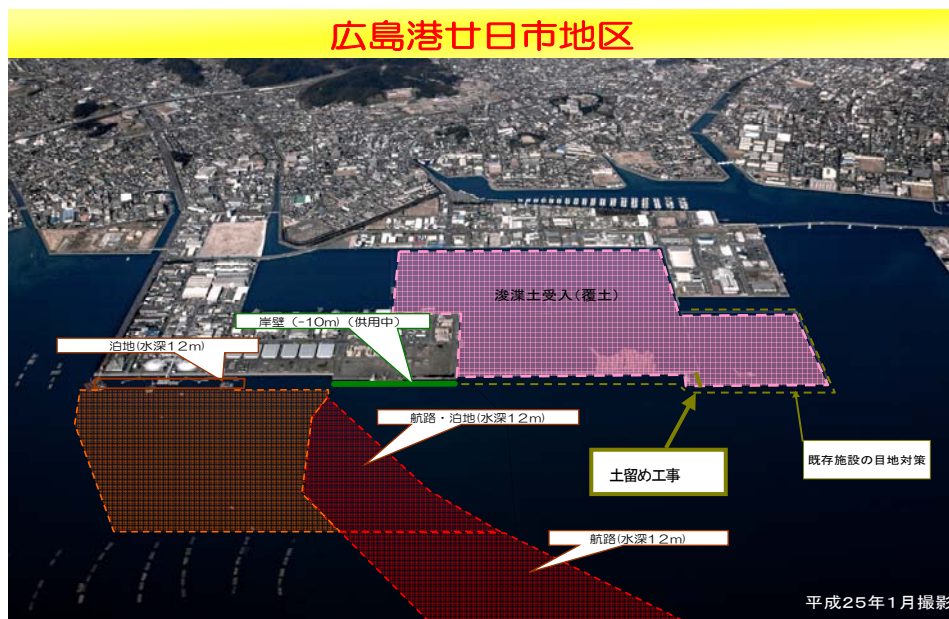 広島港廿日市地区
浚渫土受入(覆土)
岸壁(-10m)(供用中)
泊地(水深12m)
航路・泊地(水深12m)
既存施設の目地対策
土留め工事
航路(水深12m)
平成25年1月撮影